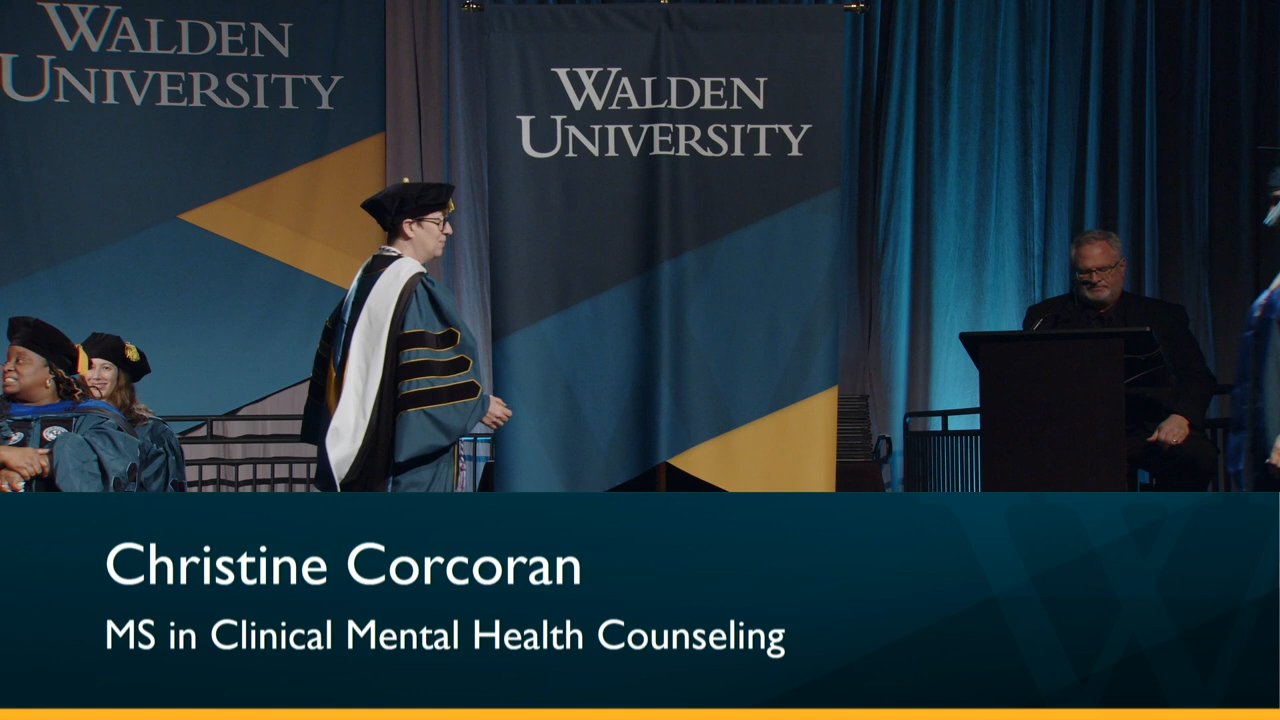 WALDEN
UNIVERSITY
WALDEN
UNIVERSITY
Christine Corcoran
MS in Clinical Mental Health Counseling